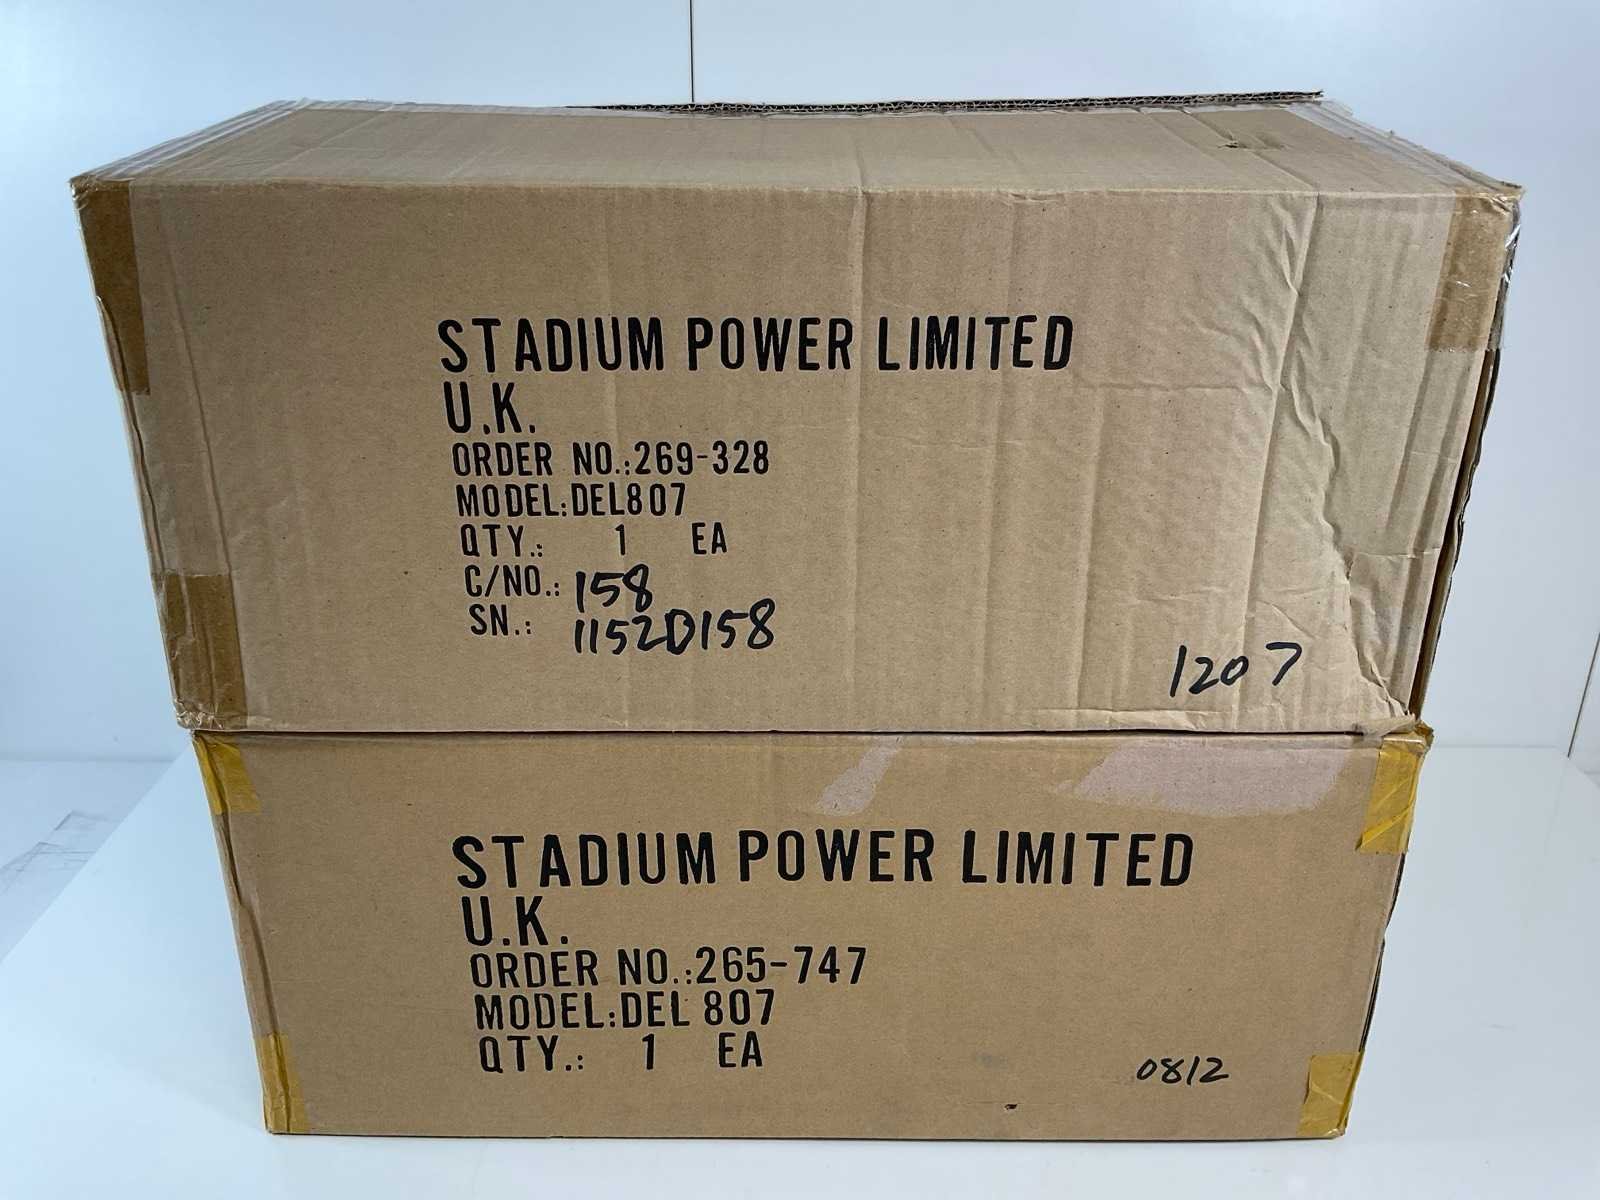 STADIUM POWER LIMITED
U.K.
ORDER NO.:269-328
MODEL:DEL807
QTY.: 1 EA
C/NO.: 158
SN.: 1152D158
1207
STADIUM POWER LIMITED
U.K.
ORDER NO.:265-747
MODEL:DEL 807
QTY.: 1 EA
0812